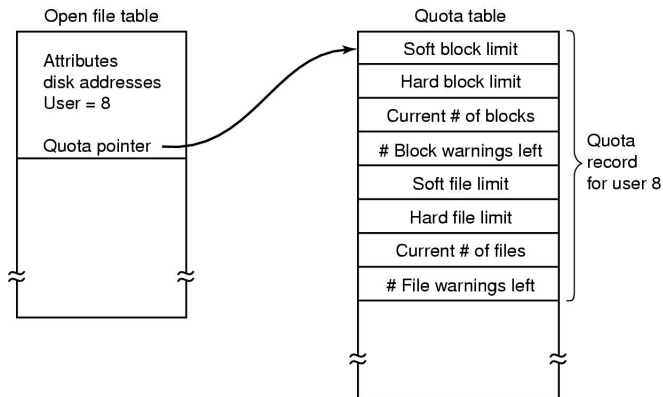 Open file table
Attributes
disk addresses
User = 8
Quota pointer
Quota table
Soft block limit
Hard block limit
Current # of blocks
# Block warnings left
Soft file limit
Hard file limit
Current # of files
# File warnings left
Quota
record
for user 8